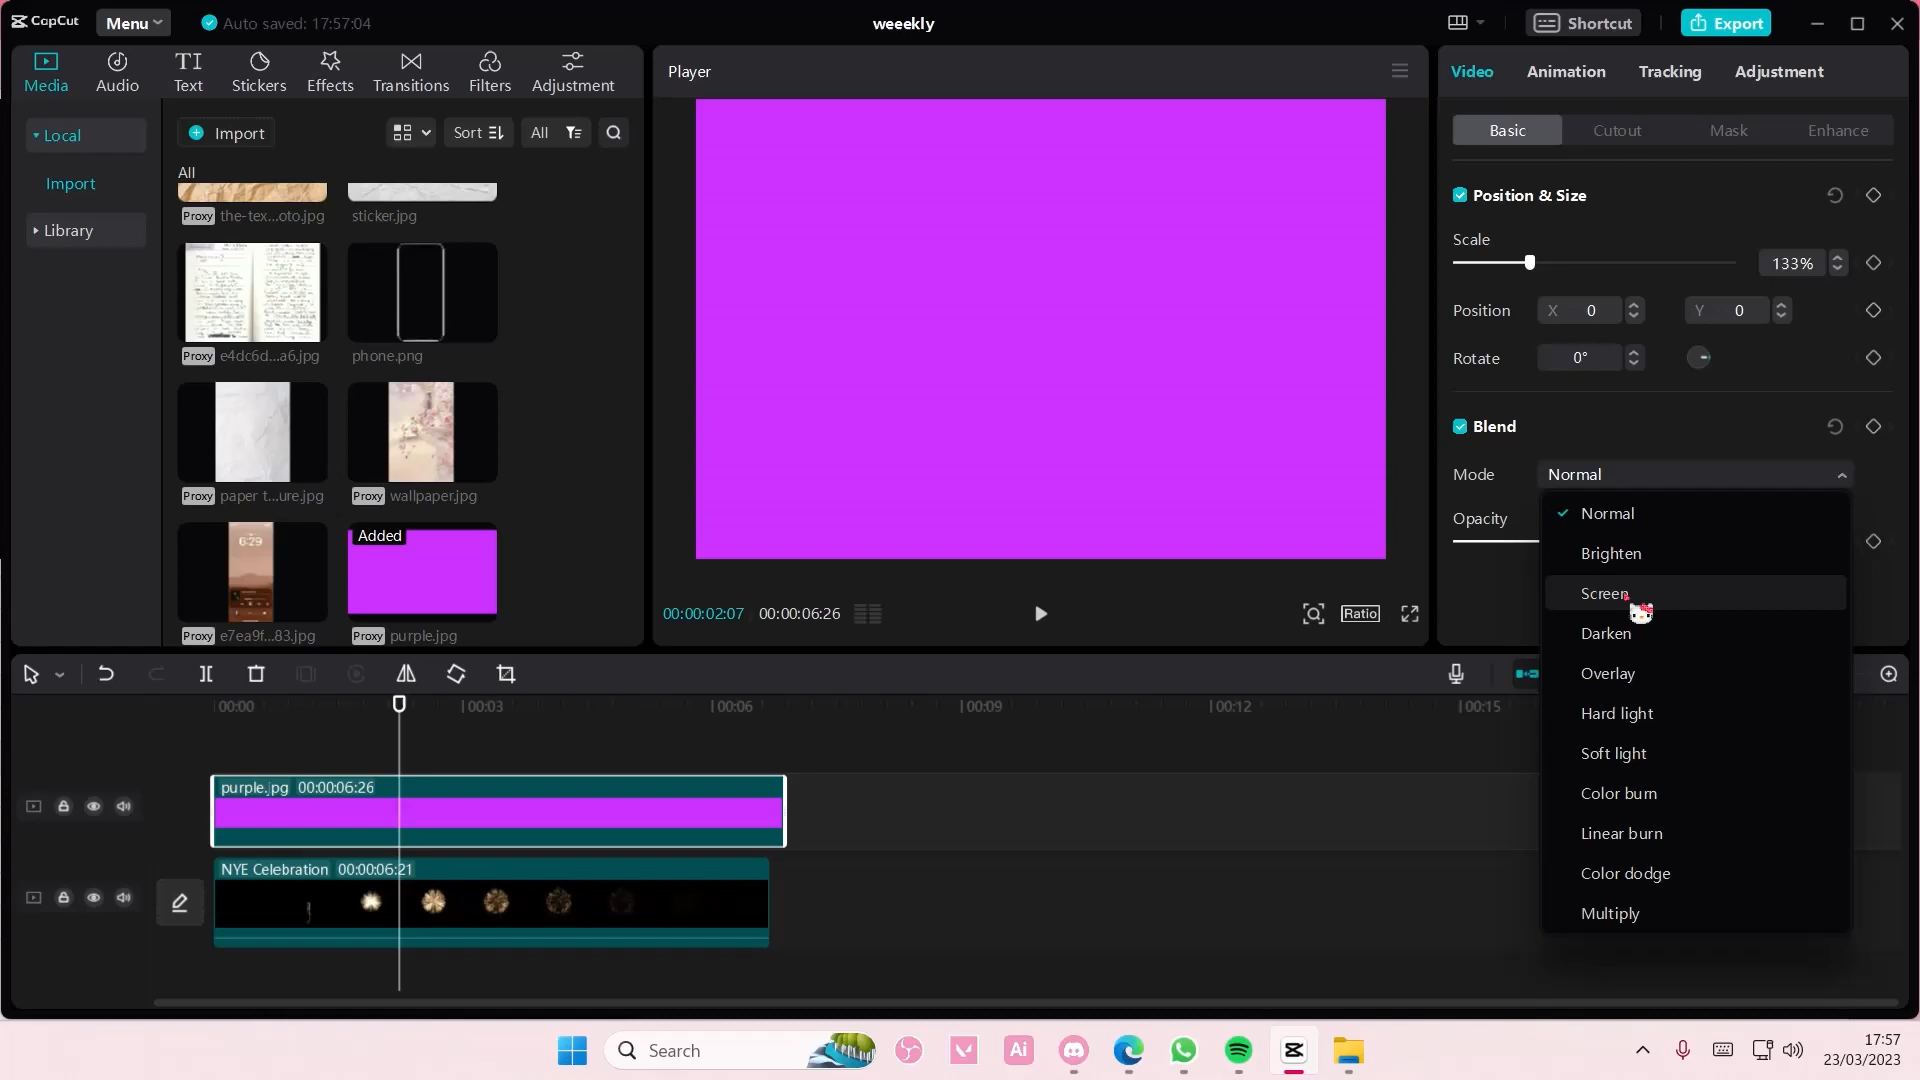 CapCut
Menu
Auto saved: 17:57:04
weeekly
Shortcut
Export
Media
Audio
Text
Stickers
Effects
Transitions
Filters
Adjustment
Local
Import
Library
Import
Sort
All
All
Proxy the-tex...oto.jpg
sticker.jpg
Proxy e4dc6d...a6.jpg
phone.png
Proxy paper t...ure.jpg
Proxy wallpaper.jpg
6:29
Added
Proxy e7ea9f...83.jpg
Proxy purple.jpg
Player
00:00:02:07 00:00:06:26
Ratio
Video
Animation
Tracking
Adjustment
Basic
Cutout
Mask
Enhance
Position & Size
Scale
133%
Position X 0 Y 0
Rotate 0°
Blend
Mode Normal
Opacity
Normal
Brighten
Screen
Darken
Overlay
Hard light
Soft light
Color burn
Linear burn
Color dodge
Multiply
00:00
00:03
00:06
00:09
00:12
00:15
purple.jpg 00:00:06:26
NYE Celebration 00:00:06:21
Search
Ai
17:57
23/03/2023